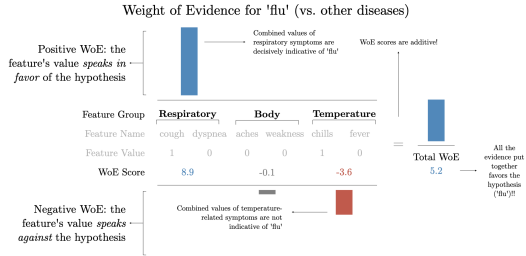 Weight of Evidence for 'flu' (vs. other diseases)
Positive WoE: the
feature's value speaks in
favor of the hypothesis
Combined values of
respiratory symptoms are
decisively indicative of 'flu'
WoE scores are additive!
Feature Group Respiratory Body Temperature
Feature Name cough dyspnea aches weakness chills fever
Feature Value 1 0 0 0 1 0
WoE Score 8.9 -0.1 -3.6
=
Total WoE
5.2
All the
evidence put
together
favors the
hypothesis
('flu')!!
Negative WoE: the
feature's value speaks
against the hypothesis
Combined values of temperature-
related symptoms are not
indicative of 'flu'